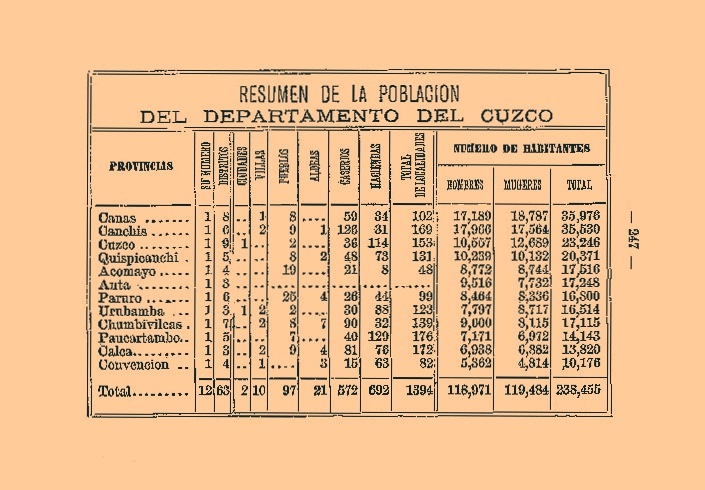 RESUMEN DE LA POBLACION
DEL DEPARTAMENTO DEL CUZCO
PROVINCIAS SU NUMERO DISTRITOS CIUDADES VILLAS PUEBLOS ALDEAS CASERIOS HACIENDAS TOTAL DE LOCALIDADES NUMERO DE HABITANTES
HOMBRES MUGERES TOTAL
Canas ....... 1 8 .. 1 8 .... 59 34 102 17,189 18,787 35,976
Canchis ...... 1 6 .. 2 9 1 126 31 169 17,966 17,564 35,530
Cuzco ........ 1 9 1 .. 2 .... 36 114 153 10,557 12,689 23,246
Quispicanchi . 1 5 .. .. 8 2 48 73 131 10,239 10,132 20,371
Acomayo ..... 1 4 .. .. 19 .... 21 8 48 8,772 8,744 17,516
Anta ......... 1 8 .. .. .... .... .... .... .... 9,516 7,732 17,248
Paruro ....... 1 6 .. .. 25 4 26 44 99 8,464 8,336 16,800
Urubamba ... 1 3 1 2 2 .... 30 88 123 7,797 8,717 16,514
Chumbivilcas . 1 7 .. 2 8 7 90 32 139 9,000 8,115 17,115
Paucartambo.. 1 5 .. .. 7 .... 40 129 176 7,171 6,972 14,143
Calca......... 1 3 .. 2 9 4 81 76 172 6,938 6,882 13,820
Convencion .. 1 4 .. 1 .... 3 15 63 82 5,362 4,814 10,176
Total......... 12 63 2 10 97 21 572 692 1394 118,971 119,484 238,455
— 247 —